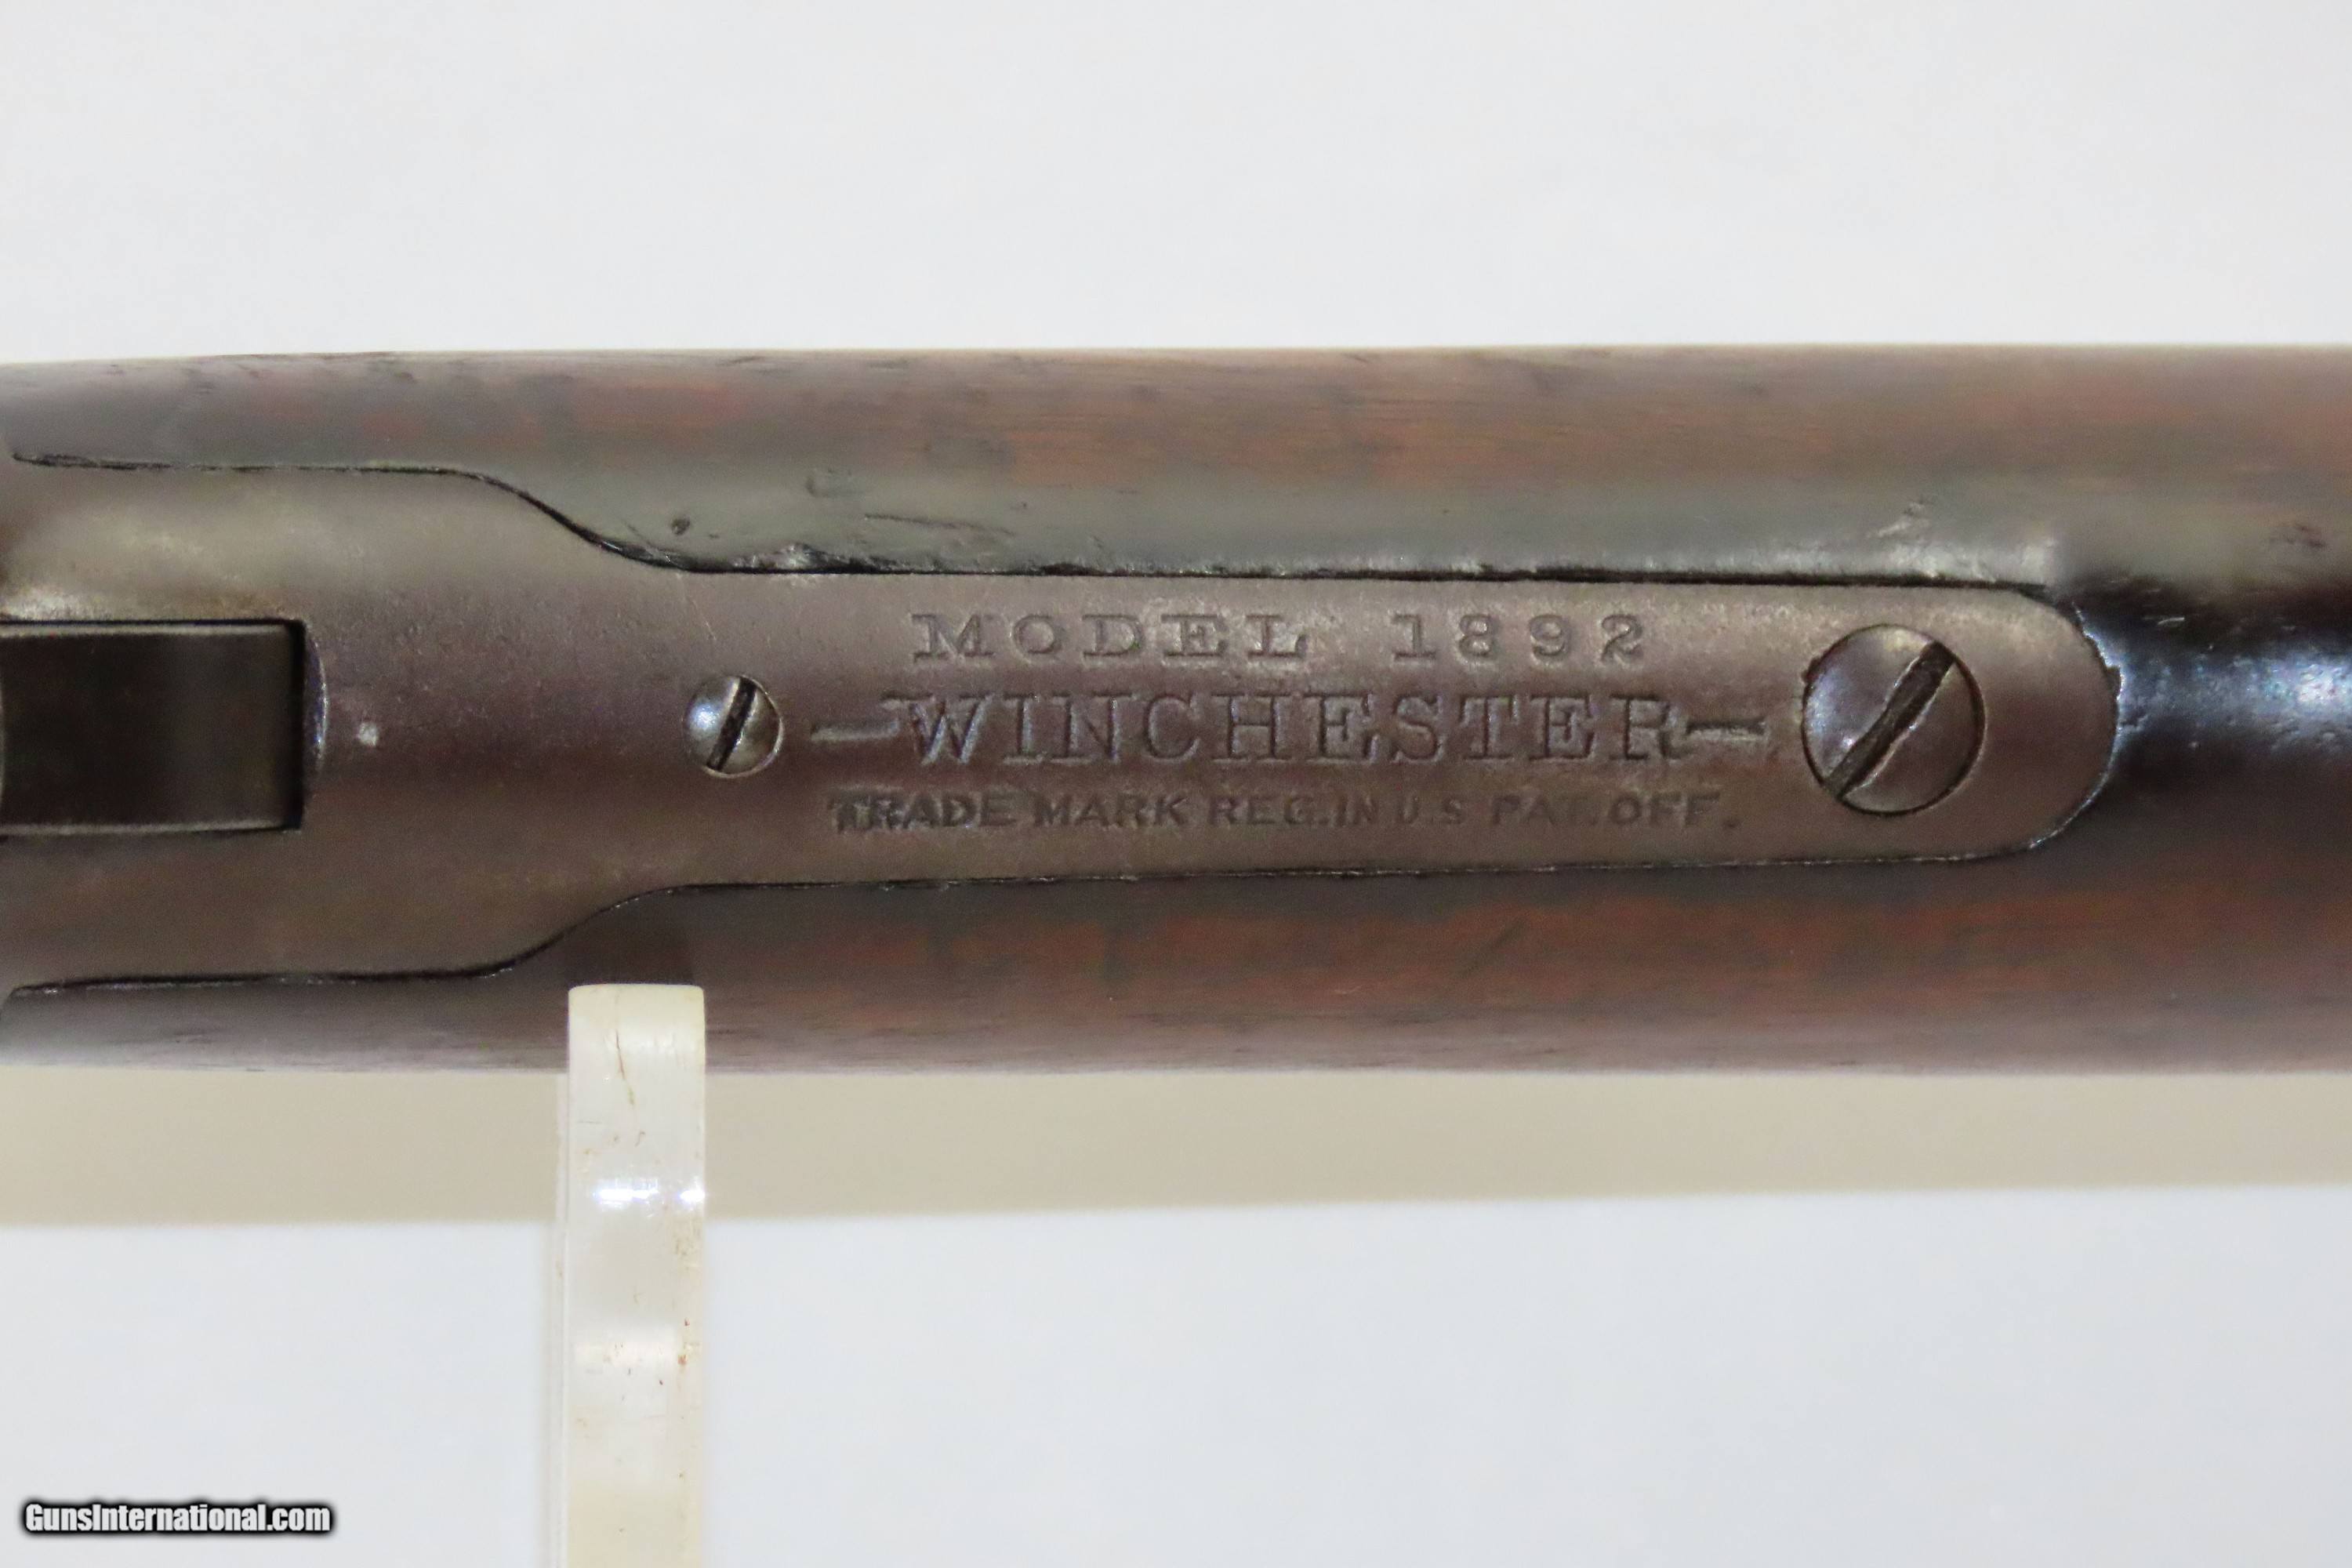 MODEL 1892
-WINCHESTER-
TRADE MARK REG.IN U.S PAT.OFF.
GunsInternational.com